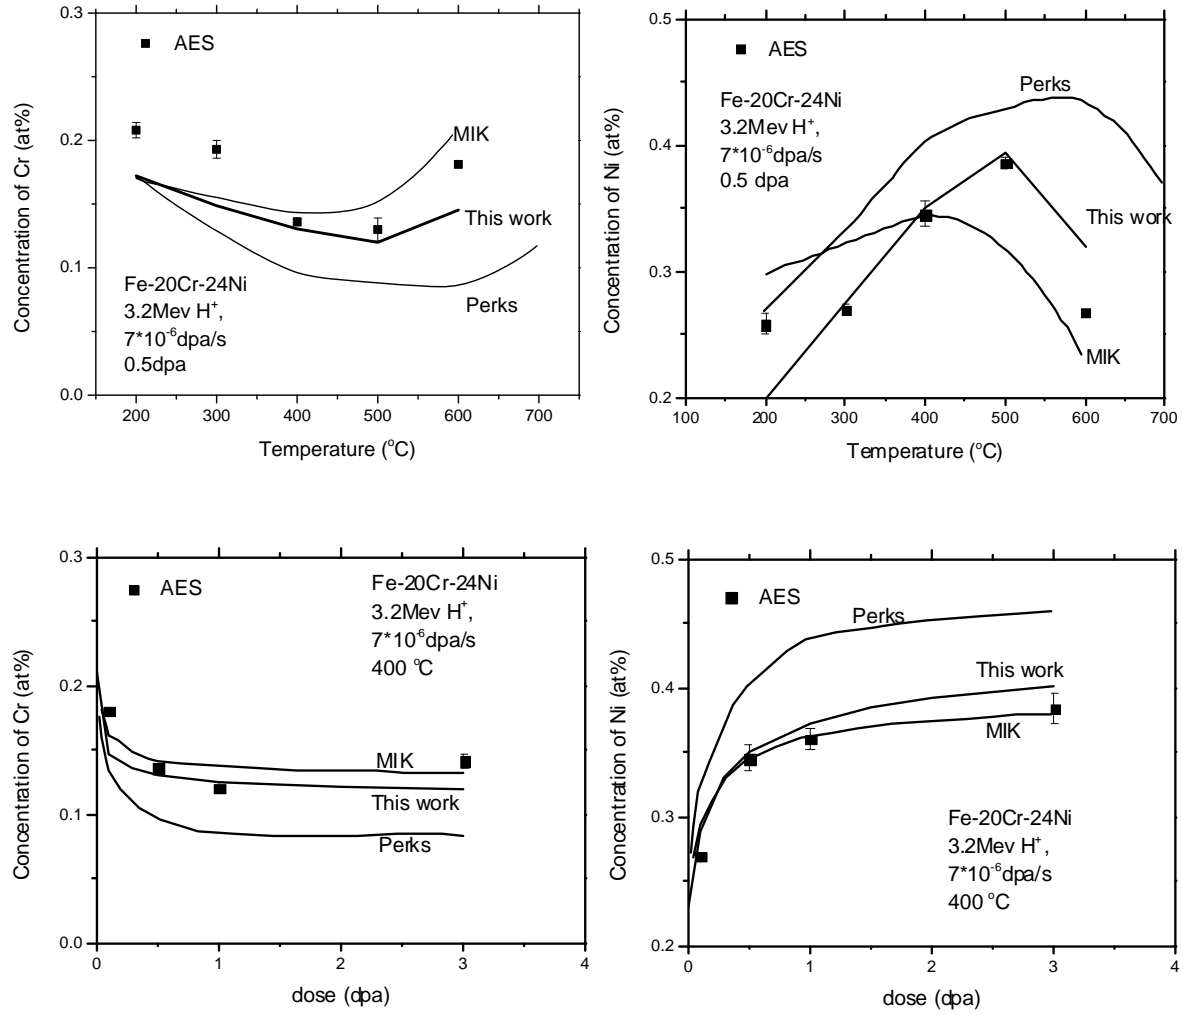 0.3
0.2
0.1
0.0
Concentration of Cr (at%)
AES
MIK
This work
Perks
Fe-20Cr-24Ni
3.2Mev H⁺,
7*10⁻⁶dpa/s
0.5dpa
200 300 400 500 600 700
Temperature (°C)
0.5
0.4
0.3
0.2
Concentration of Ni (at%)
AES
Perks
Fe-20Cr-24Ni
3.2Mev H⁺,
7*10⁻⁶dpa/s
0.5 dpa
This work
MIK
100 200 300 400 500 600 700
Temperature (°C)
0.3
0.2
0.1
0.0
Concentration of Cr (at%)
AES
Fe-20Cr-24Ni
3.2Mev H⁺,
7*10⁻⁶dpa/s
400 °C
MIK
This work
Perks
0 1 2 3 4
dose (dpa)
0.5
0.4
0.3
0.2
Concentration of Ni (at%)
AES
Perks
This work
MIK
Fe-20Cr-24Ni
3.2Mev H⁺,
7*10⁻⁶dpa/s
400 °C
0 1 2 3 4
dose (dpa)